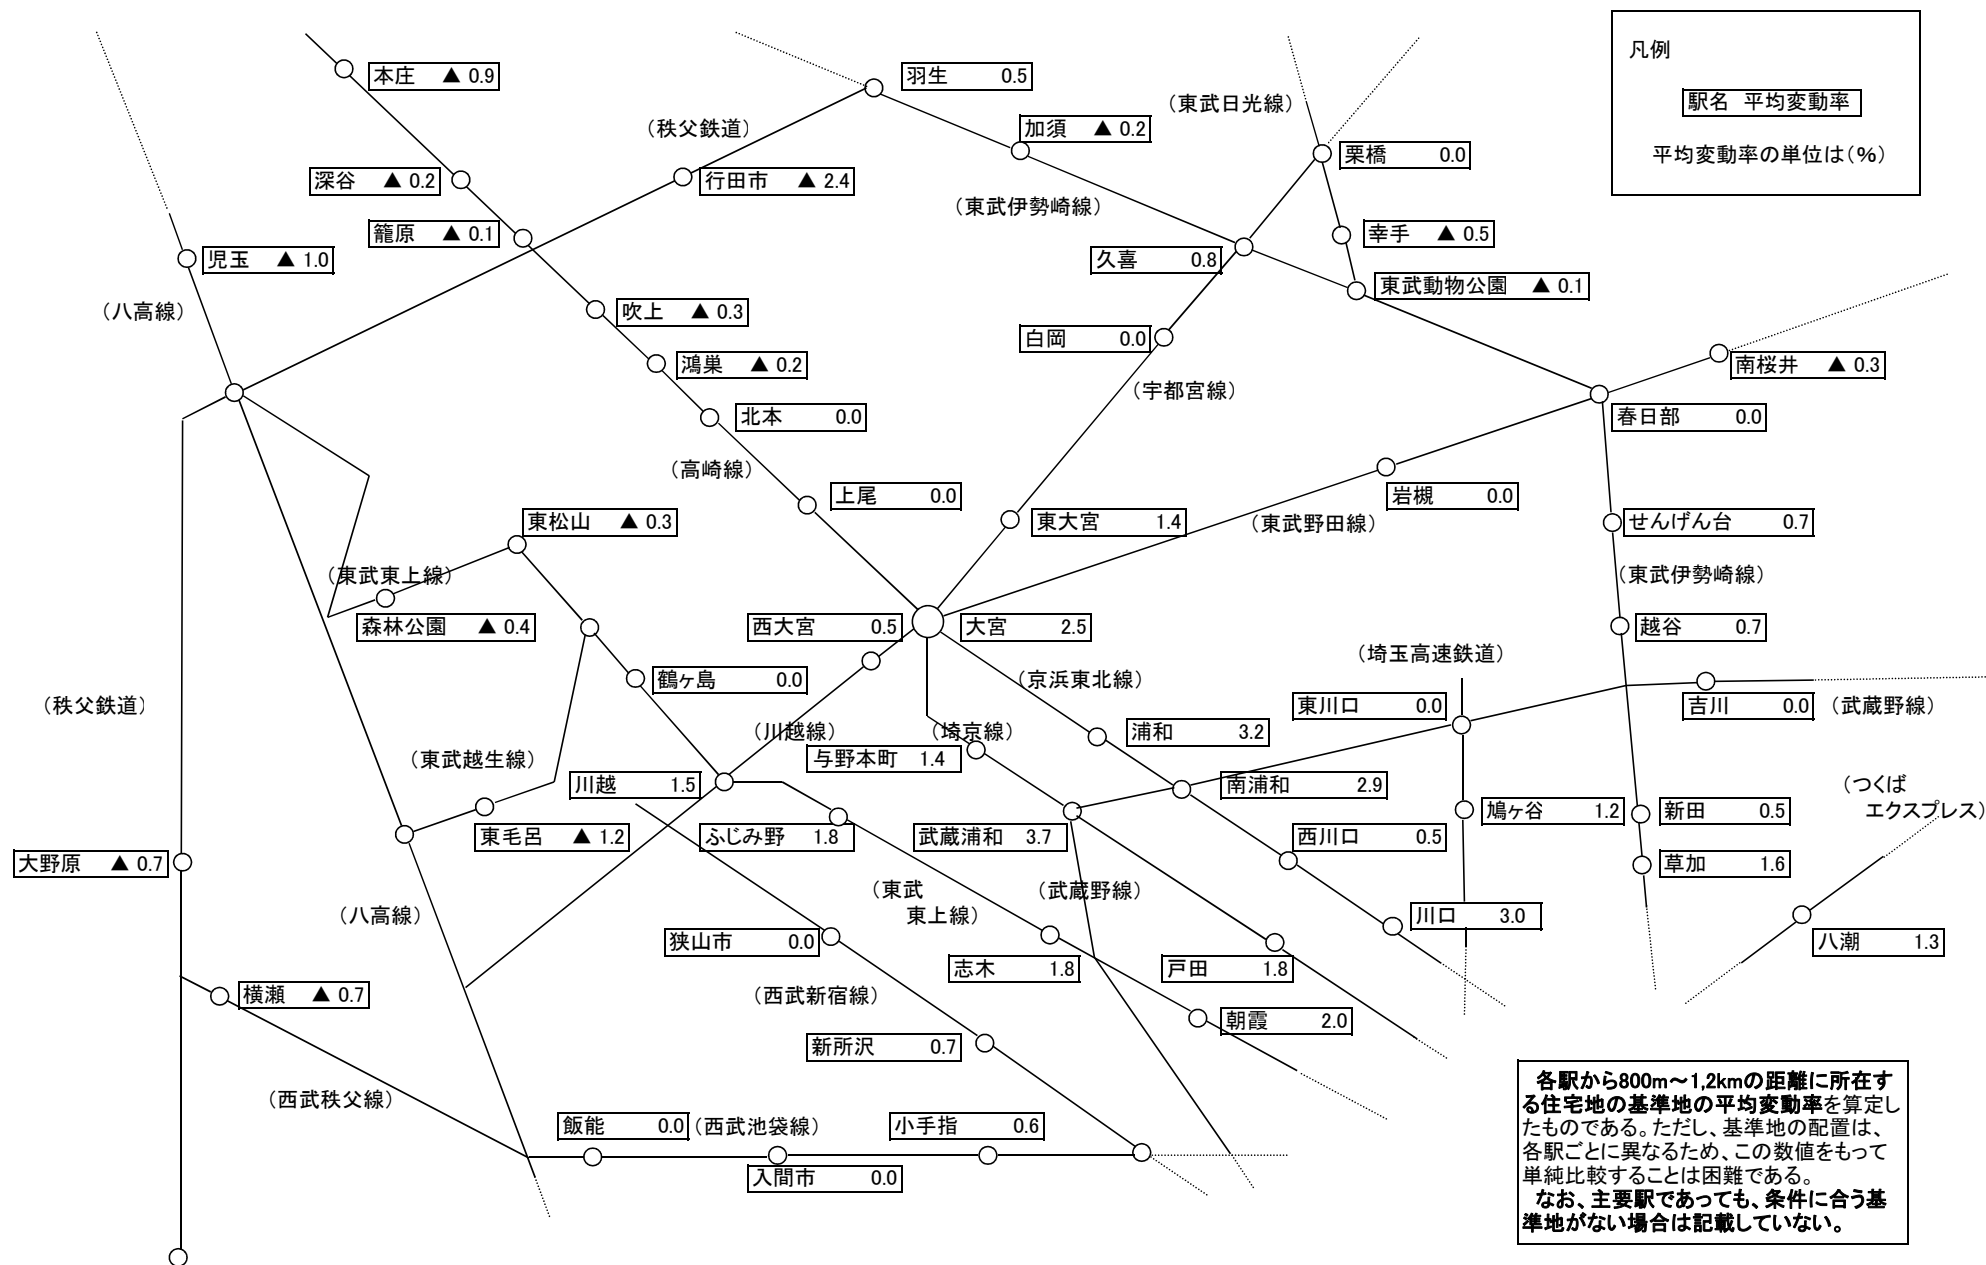 凡例
駅名 平均変動率
平均変動率の単位は(%)
本庄 ▲ 0.9
羽生 0.5
(東武日光線)
(秩父鉄道)
加須 ▲ 0.2
栗橋 0.0
深谷 ▲ 0.2
行田市 ▲ 2.4
(東武伊勢崎線)
籠原 ▲ 0.1
幸手 ▲ 0.5
児玉 ▲ 1.0
久喜 0.8
東武動物公園 ▲ 0.1
(八高線)
吹上 ▲ 0.3
白岡 0.0
鴻巣 ▲ 0.2
南桜井 ▲ 0.3
(宇都宮線)
北本 0.0
春日部 0.0
(高崎線)
上尾 0.0
岩槻 0.0
東松山 ▲ 0.3
東大宮 1.4
(東武野田線)
せんげん台 0.7
(東武東上線)
(東武伊勢崎線)
森林公園 ▲ 0.4
西大宮 0.5
大宮 2.5
越谷 0.7
(埼玉高速鉄道)
鶴ヶ島 0.0
(京浜東北線)
(秩父鉄道)
東川口 0.0
吉川 0.0
(武蔵野線)
(川越線)
(埼京線)
浦和 3.2
(東武越生線)
与野本町 1.4
川越 1.5
南浦和 2.9
(つくば
エクスプレス)
東毛呂 ▲ 1.2
ふじみ野 1.8
武蔵浦和 3.7
西川口 0.5
鳩ヶ谷 1.2
新田 0.5
大野原 ▲ 0.7
草加 1.6
(東武
東上線)
(武蔵野線)
(八高線)
川口 3.0
狭山市 0.0
八潮 1.3
志木 1.8
戸田 1.8
横瀬 ▲ 0.7
(西武新宿線)
朝霞 2.0
新所沢 0.7
(西武秩父線)
飯能 0.0
(西武池袋線)
小手指 0.6
入間市 0.0
各駅から800m～1,2kmの距離に所在す
る住宅地の基準地の平均変動率を算定し
たものである。ただし、基準地の配置は、
各駅ごとに異なるため、この数値をもって
単純比較することは困難である。
なお、主要駅であっても、条件に合う基
準地がない場合は記載していない。